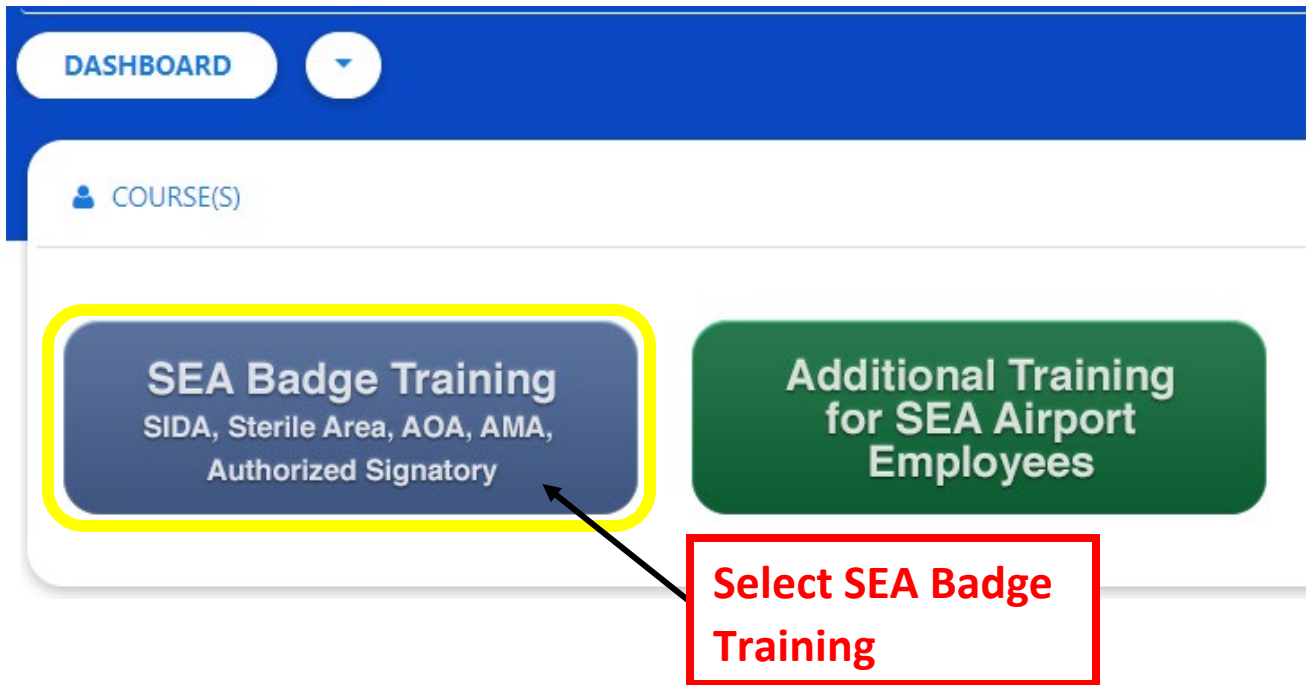 DASHBOARD
COURSE(S)
SEA Badge Training
SIDA, Sterile Area, AOA, AMA,
Authorized Signatory
Additional Training
for SEA Airport
Employees
Select SEA Badge
Training